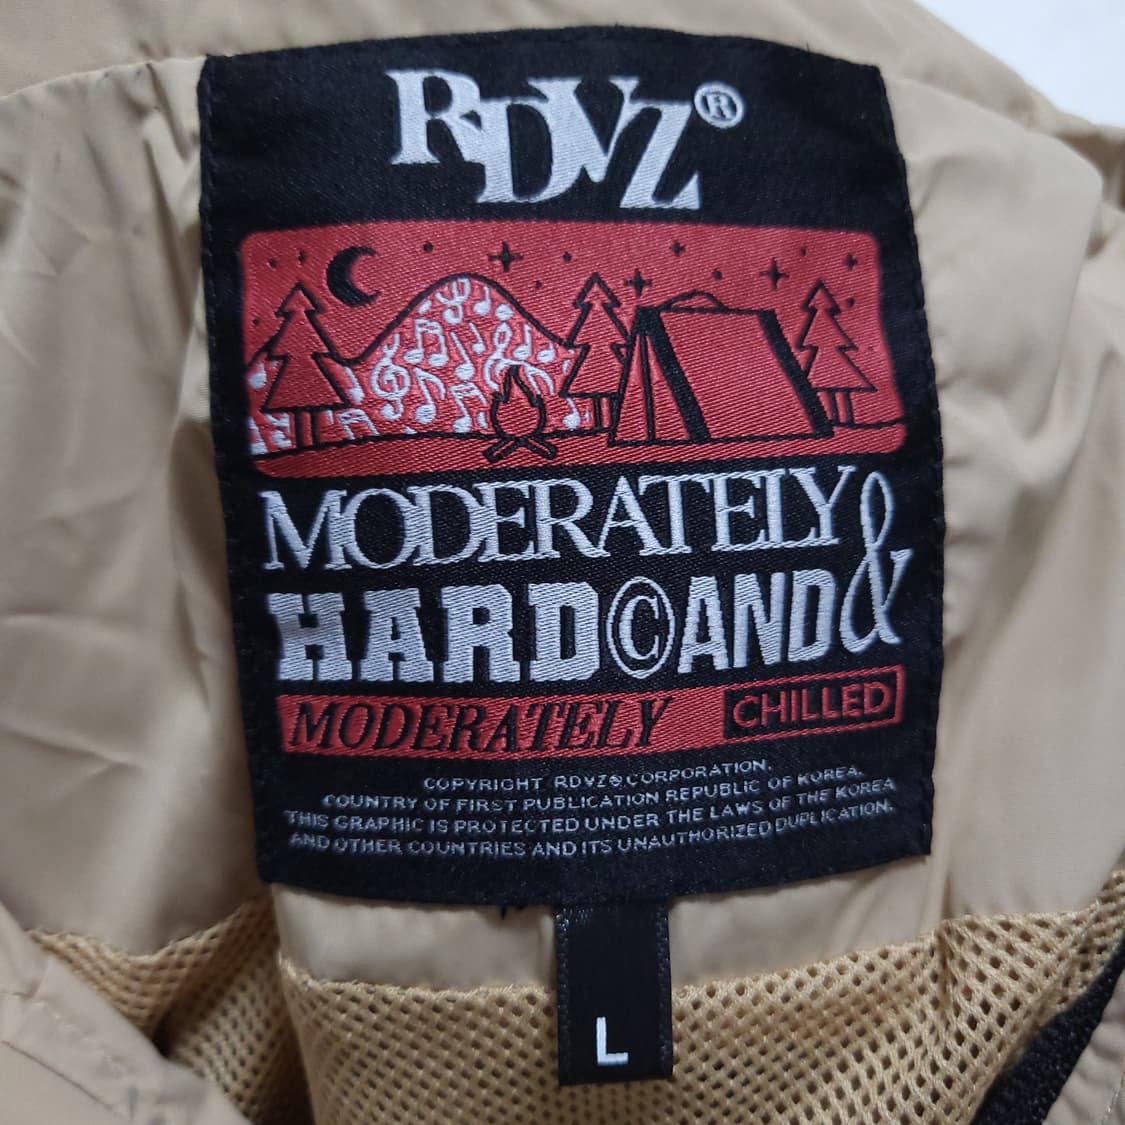 RDVZ®
MODERATELY &
HARD © AND
MODERATELY CHILLED
COPYRIGHT RDVZ® CORPORATION.
COUNTRY OF FIRST PUBLICATION REPUBLIC OF KOREA.
THIS GRAPHIC IS PROTECTED UNDER THE LAWS OF THE KOREA
AND OTHER COUNTRIES AND ITS UNAUTHORIZED DUPLICATION.
L